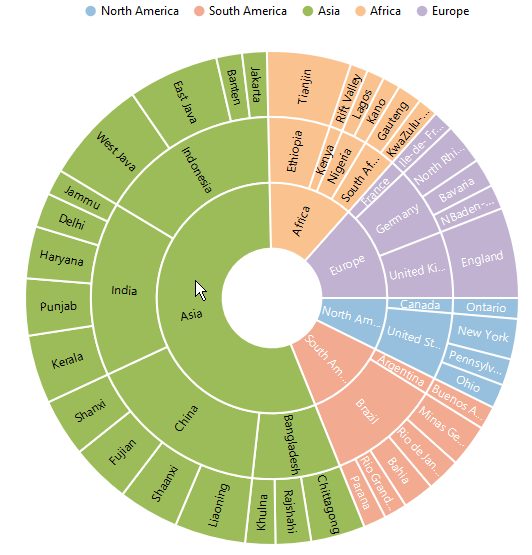 North America
South America
Asia
Africa
Europe
Asia
Africa
Europe
North Am...
South Am...
Indonesia
India
China
Bangladesh
Ethiopia
Kenya
Nigeria
South Af...
France
Germany
United Ki...
Canada
United St...
Argentina
Brazil
Jakarta
Banten
East Java
West Java
Jammu
Delhi
Haryana
Punjab
Kerala
Shanxi
Fujian
Shaanxi
Liaoning
Khulna
Rajshahi
Chittagong
Tianjin
Rift Valley
Lagos
Kano
Gauteng
KwaZulu-...
Ile-de- Fr...
North Rhi...
Bavaria
NBaden-...
England
Ontario
New York
Pennsylv...
Ohio
Buenos A...
Minas Ge...
Rio de Jan...
Bahia
Rio Grand...
Parana